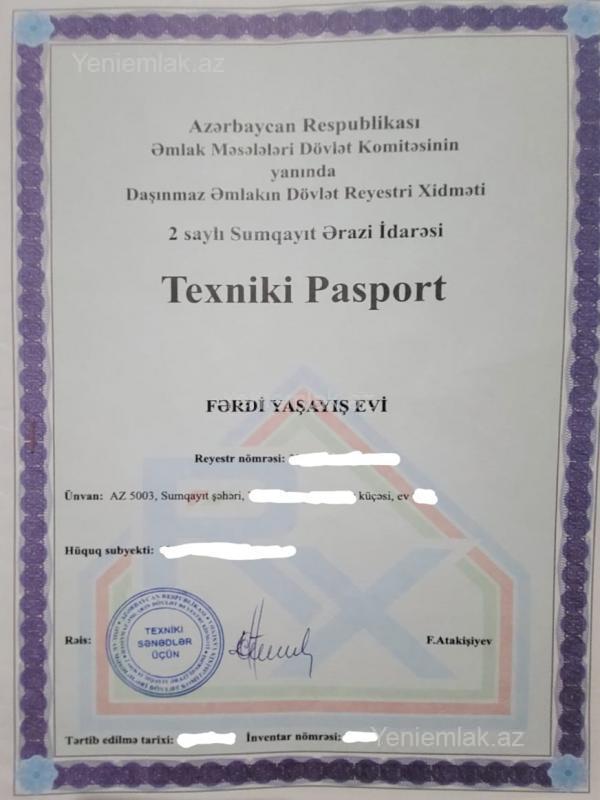 Yeniemlak.az
Azərbaycan Respublikası
Əmlak Məsələləri Dövlət Komitəsinin
yanında
Daşınmaz Əmlakın Dövlət Reyestri Xidməti
2 saylı Sumqayıt Ərazi İdarəsi
Texniki Pasport
FƏRDİ YAŞAYIŞ EVİ
Reyestr nömrəsi:
Ünvan: AZ 5003, Sumqayıt şəhəri, küçəsi, ev
Hüquq subyekti:
Rəis:
TEXNİKİ
SƏNƏDLƏR
ÜÇÜN
F.Atakişiyev
Tərtib edilmə tarixi: İnventar nömrəsi:
Yeniemlak.az